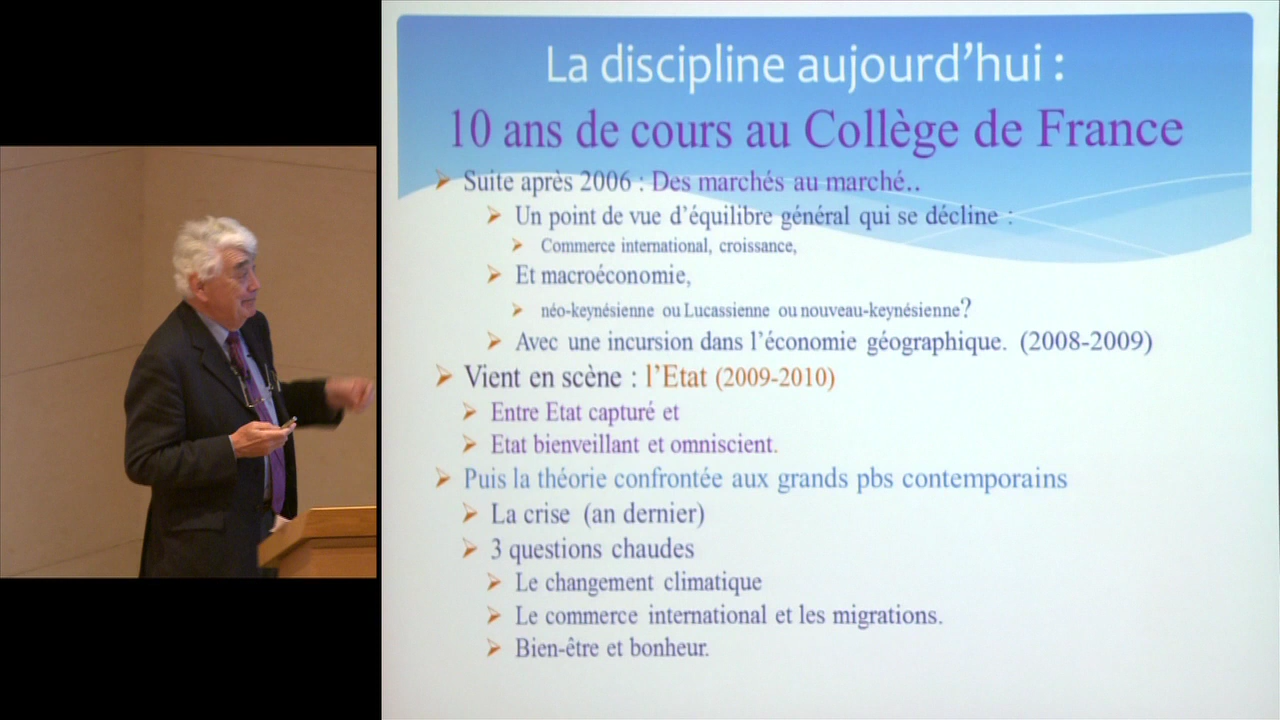 La discipline aujourd'hui :
10 ans de cours au Collège de France
Suite après 2006 : Des marchés au marché..
Un point de vue d'équilibre général qui se décline :
Commerce international, croissance,
Et macroéconomie,
néo-keynésienne ou Lucassienne ou nouveau-keynésienne?
Avec une incursion dans l'économie géographique. (2008-2009)
Vient en scène : l'Etat (2009-2010)
Entre Etat capturé et
Etat bienveillant et omniscient.
Puis la théorie confrontée aux grands pbs contemporains
La crise (an dernier)
3 questions chaudes
Le changement climatique
Le commerce international et les migrations.
Bien-être et bonheur.